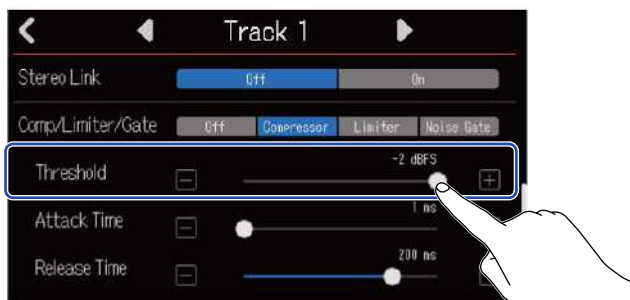 Track 1
Stereo Link Off On
Comp/Limiter/Gate Off Compressor Limiter Noise Gate
-2 dBFS
Threshold
1 ms
Attack Time
200 ms
Release Time